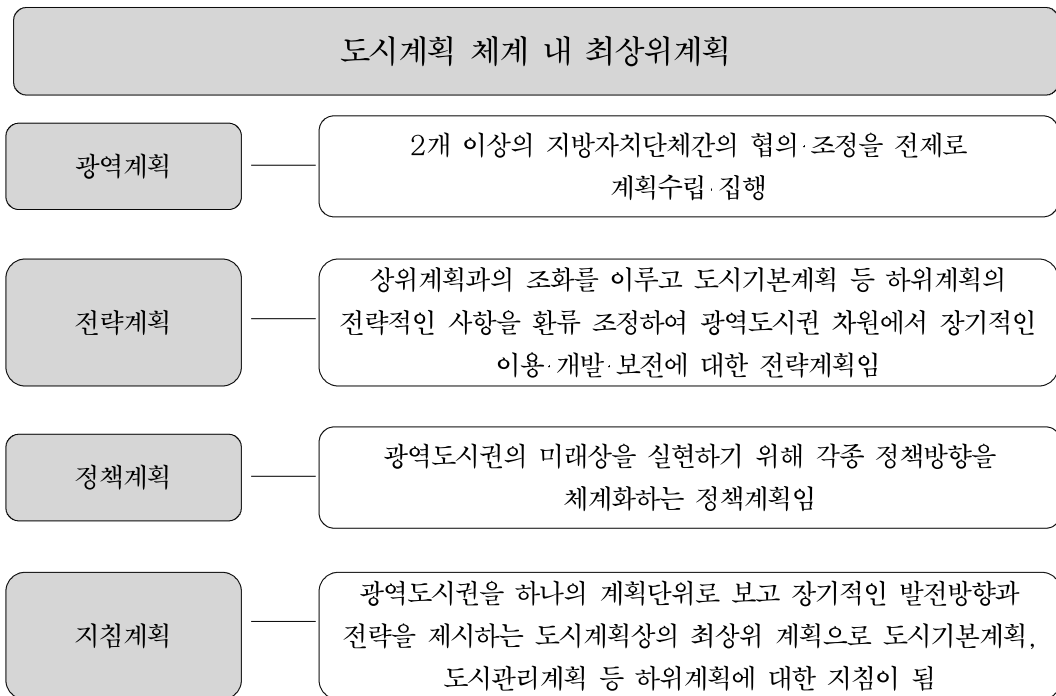 도시계획 체계 내 최상위계획
광역계획
2개 이상의 지방자치단체간의 협의·조정을 전제로
계획수립·집행
전략계획
상위계획과의 조화를 이루고 도시기본계획 등 하위계획의
전략적인 사항을 환류 조정하여 광역도시권 차원에서 장기적인
이용·개발·보전에 대한 전략계획임
정책계획
광역도시권의 미래상을 실현하기 위해 각종 정책방향을
체계화하는 정책계획임
지침계획
광역도시권을 하나의 계획단위로 보고 장기적인 발전방향과
전략을 제시하는 도시계획상의 최상위 계획으로 도시기본계획,
도시관리계획 등 하위계획에 대한 지침이 됨